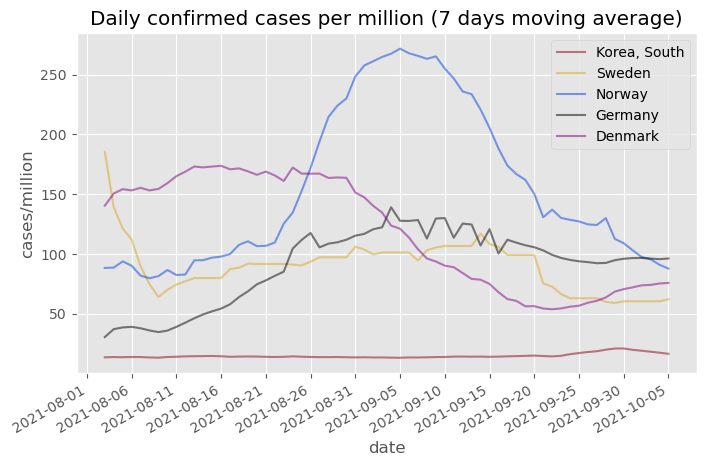 Daily confirmed cases per million (7 days moving average)
Korea, South
Sweden
Norway
Germany
Denmark
cases/million
250
200
150
100
50
2021-08-01
2021-08-06
2021-08-11
2021-08-16
2021-08-21
2021-08-26
2021-08-31
2021-09-05
2021-09-10
2021-09-15
2021-09-20
2021-09-25
2021-09-30
2021-10-05
date